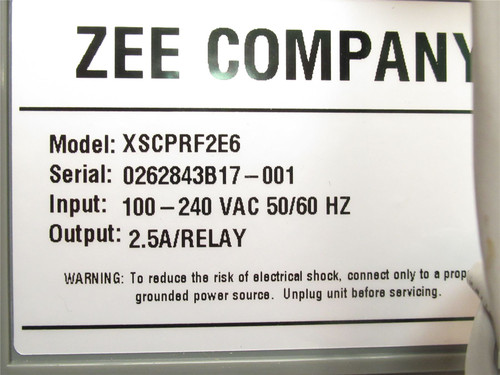 ZEE COMPANY
Model: XSCPRF2E6
Serial: 0262843B17-001
Input: 100-240 VAC 50/60 HZ
Output: 2.5A/RELAY
WARNING: To reduce the risk of electrical shock, connect only to a prop
grounded power source. Unplug unit before servicing.